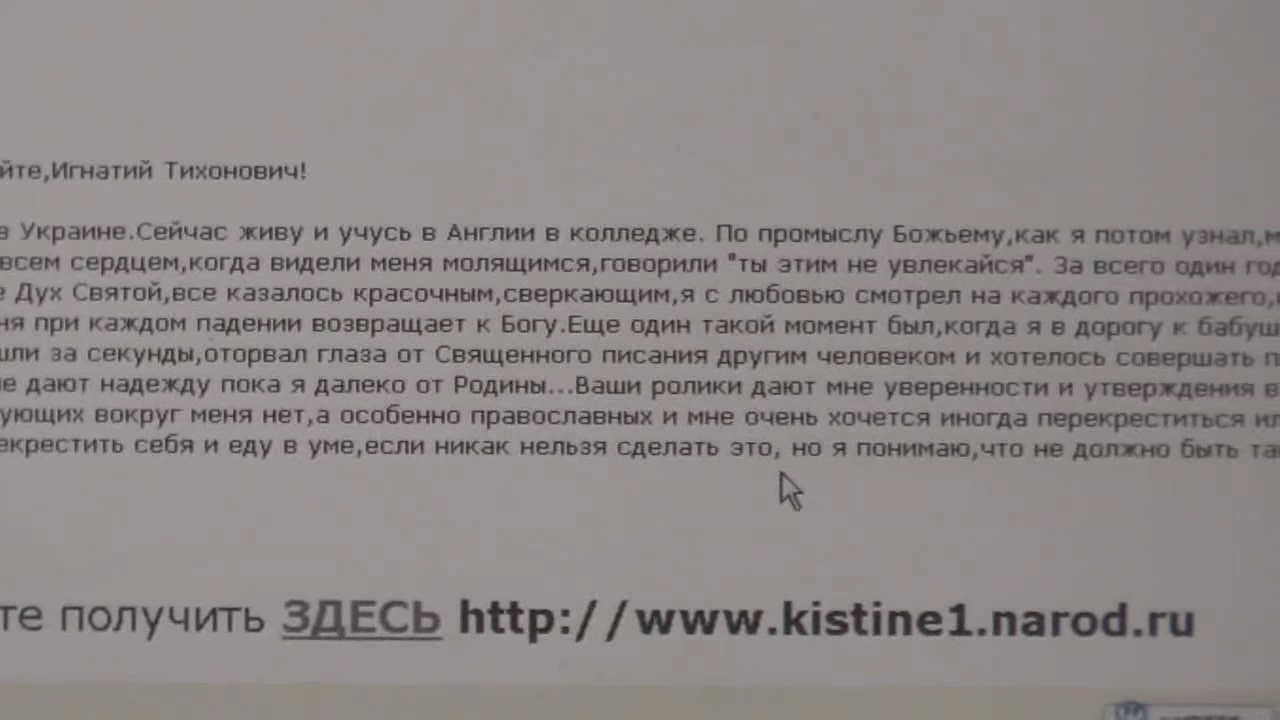 йте,Игнатий Тихонович!
в Украине.Сейчас живу и учусь в Англии в колледже. По промыслу Божьему,как я потом узнал,м
всем сердцем,когда видели меня молящимся,говорили "ты этим не увлекайся". За всего один год
е Дух Святой,все казалось красочным,сверкающим,я с любовью смотрел на каждого прохожего,
ня при каждом падении возвращает к Богу.Еще один такой момент был,когда я в дорогу к бабуш
шли за секунды,оторвал глаза от Священного писания другим человеком и хотелось совершать п
не дают надежду пока я далеко от Родины...Ваши ролики дают мне уверенности и утверждения в
ующих вокруг меня нет,а особенно православных и мне очень хочется иногда перекреститься ил
екрестить себя и еду в уме,если никак нельзя сделать это, но я понимаю,что не должно быть та
те получить ЗДЕСЬ http://www.kistine1.narod.ru